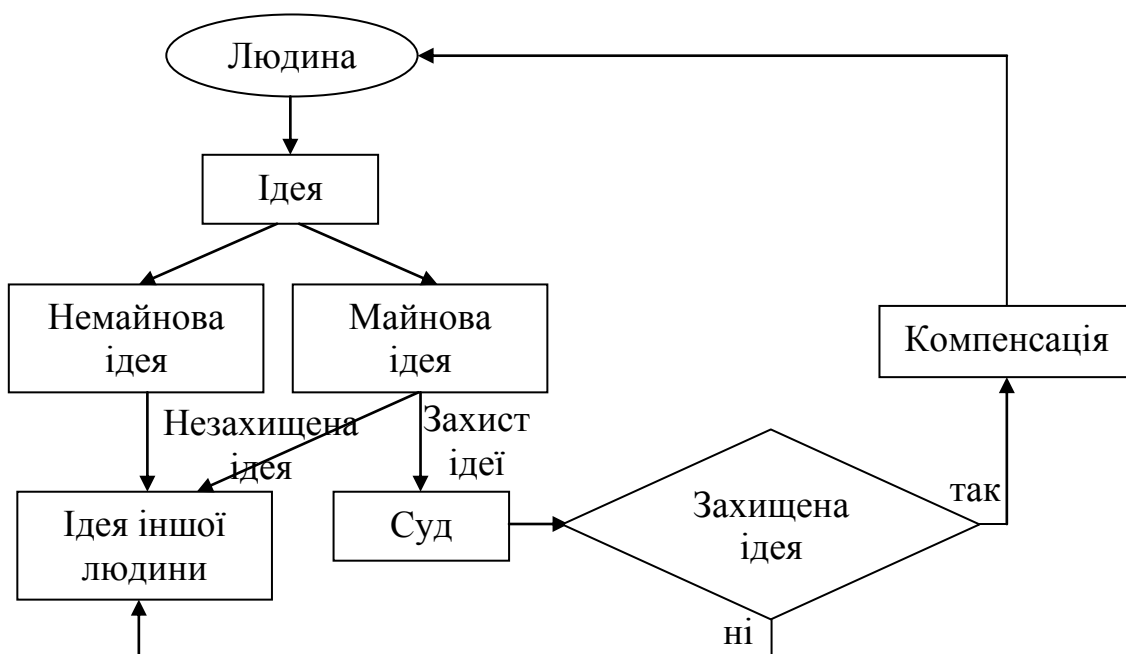 Людина
Ідея
Немайнова
ідея
Майнова
ідея
Компенсація
Незахищена
ідея
Захист
ідеї
Ідея іншої
людини
Суд
Захищена
ідея
так
ні